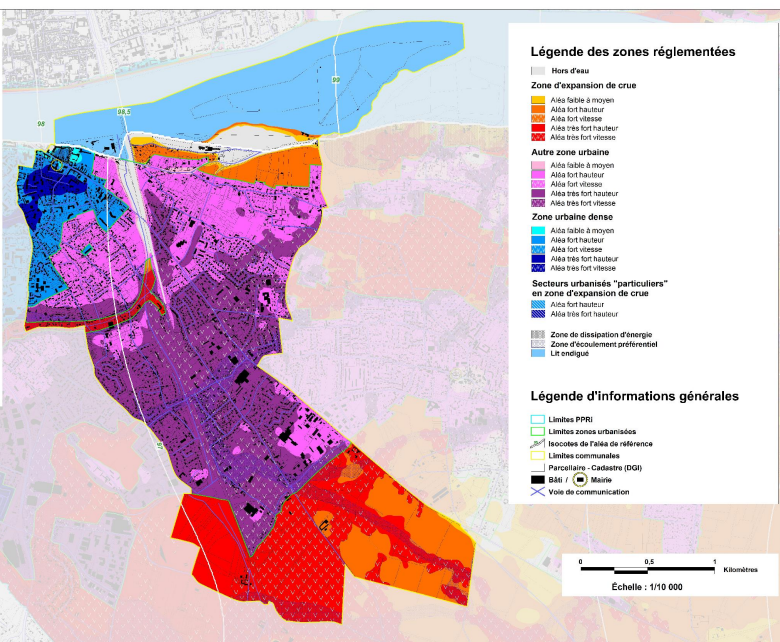 98
98.5
99
97
Légende des zones réglementées
Hors d'eau
Zone d'expansion de crue
Aléa faible à moyen
Aléa fort hauteur
Aléa fort vitesse
Aléa très fort hauteur
Aléa très fort vitesse
Autre zone urbaine
Aléa faible à moyen
Aléa fort hauteur
Aléa fort vitesse
Aléa très fort hauteur
Aléa très fort vitesse
Zone urbaine dense
Aléa faible à moyen
Aléa fort hauteur
Aléa fort vitesse
Aléa très fort hauteur
Aléa très fort vitesse
Secteurs urbanisés "particuliers"
en zone d'expansion de crue
Aléa fort hauteur
Aléa très fort hauteur
Zone de dissipation d'énergie
Zone d'écoulement préférentiel
Lit endigué
Légende d'informations générales
Limites PPRi
Limites zones urbanisées
Isocotes de l'aléa de référence
Limites communales
Parcellaire - Cadastre (DGI)
Bâti / Mairie
Voie de communication
0 0,5 1
Kilomètres
Échelle : 1/10 000